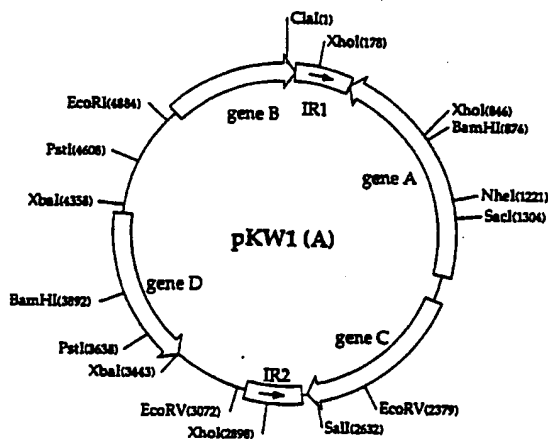 ClaI(1)
XhoI(178)
EcoRI(4884)
gene B
IR1
XhoI(846)
BamHI(876)
PstI(4608)
gene A
XbaI(4358)
NheI(1221)
SacI(1304)
pKW1 (A)
gene D
BamHI(3892)
gene C
PstI(3638)
XbaI(3443)
IR2
EcoRV(3072)
EcoRV(2379)
XhoI(2898)
SalI(2632)